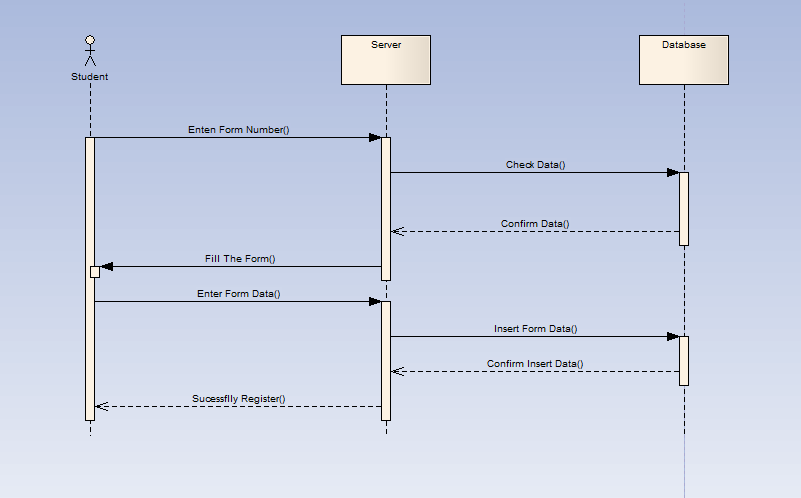 Server
Database
Student
Enten Form Number()
Check Data()
Confirm Data()
Fill The Form()
Enter Form Data()
Insert Form Data()
Confirm Insert Data()
Sucessflly Register()